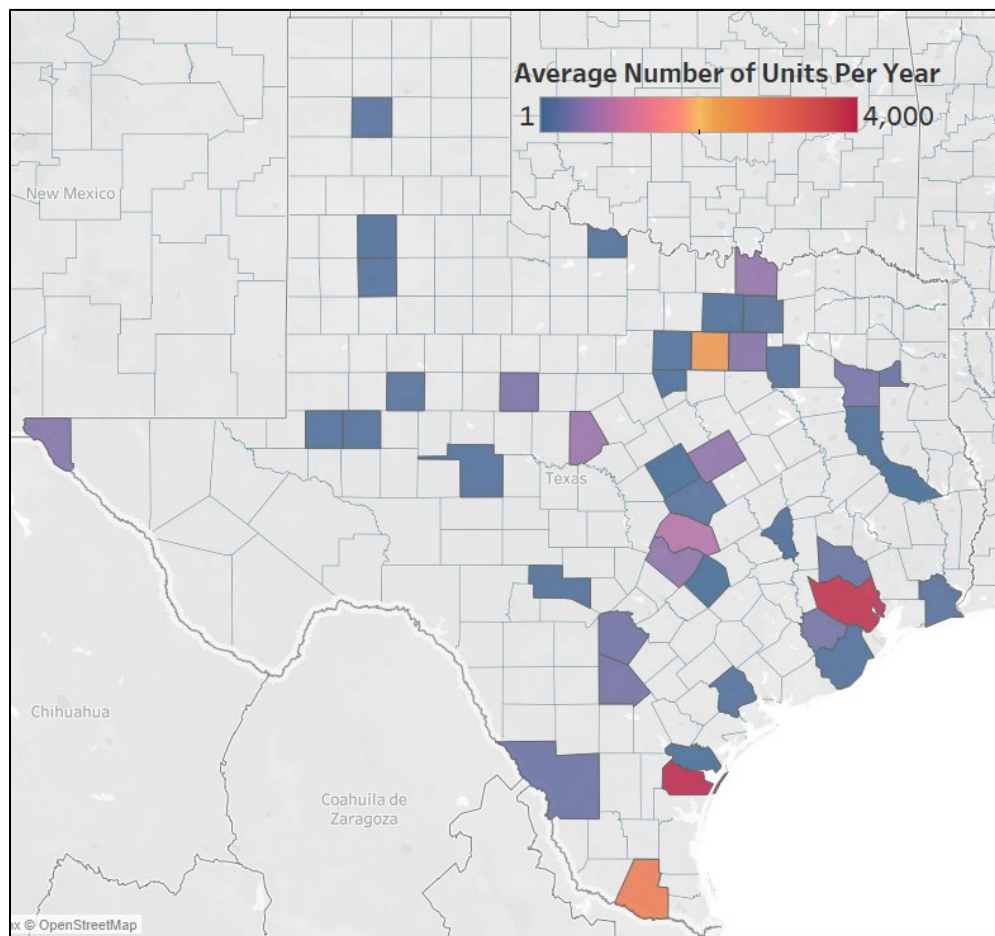 Average Number of Units Per Year
1
4,000
New Mexico
Texas
Chihuahua
Coahuila de
Zaragoza
© OpenStreetMap